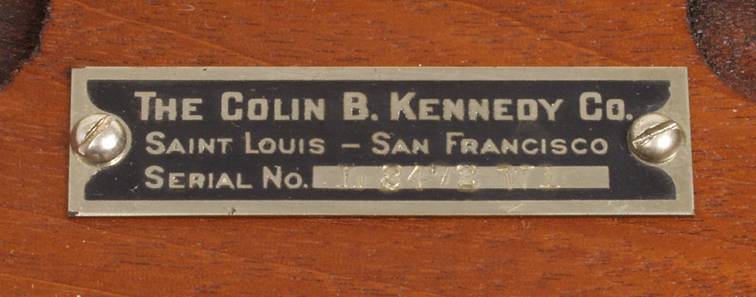 THE COLIN B. KENNEDY CO.
SAINT LOUIS – SAN FRANCISCO
SERIAL NO.